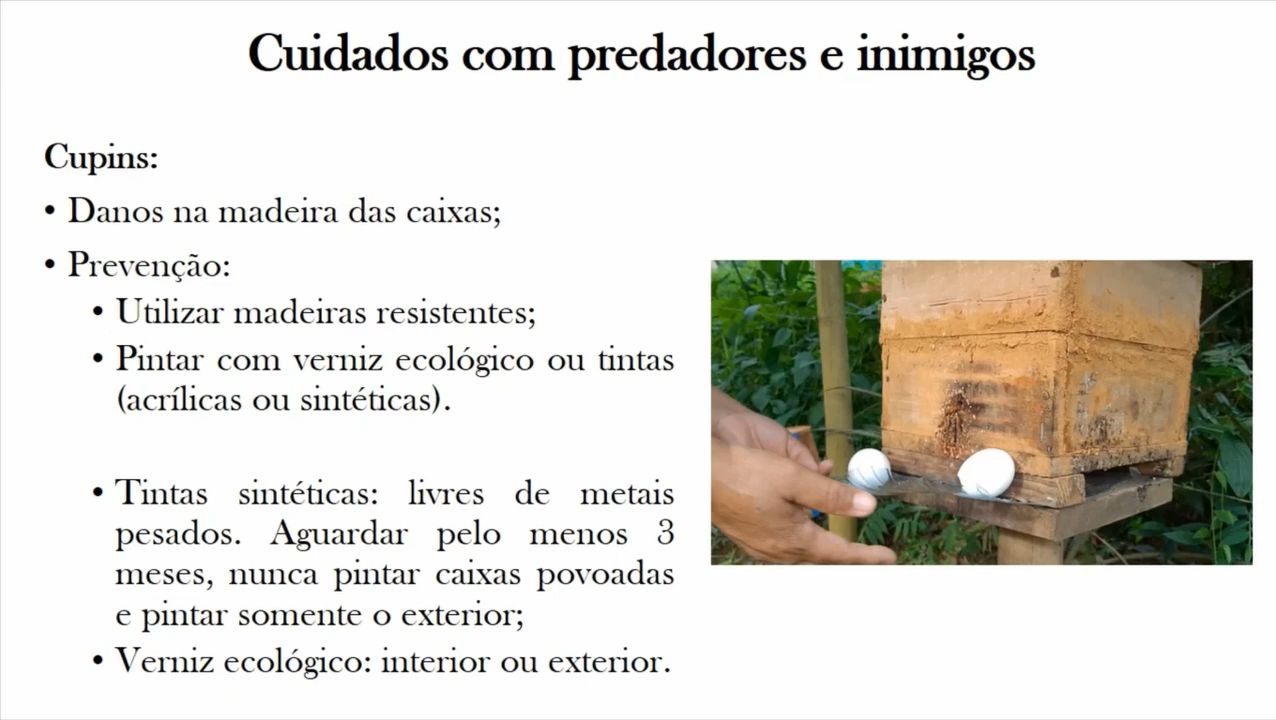 Cuidados com predadores e inimigos
Cupins:
• Danos na madeira das caixas;
• Prevenção:
• Utilizar madeiras resistentes;
• Pintar com verniz ecológico ou tintas
(acrílicas ou sintéticas).
• Tintas sintéticas: livres de metais
pesados. Aguardar pelo menos 3
meses, nunca pintar caixas povoadas
e pintar somente o exterior;
• Verniz ecológico: interior ou exterior.